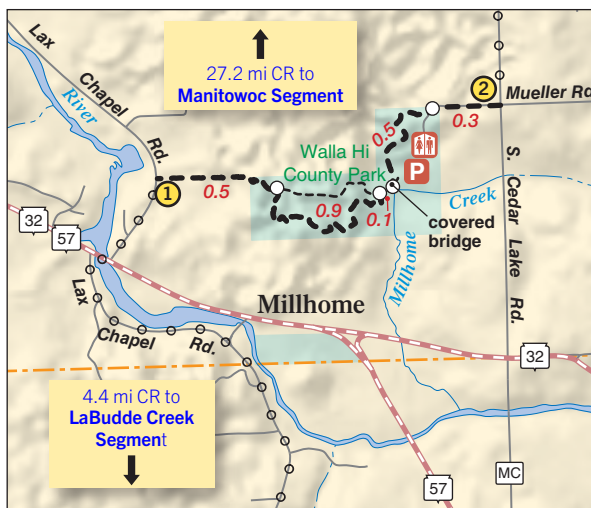 Lax
Chapel
Rd.
River
27.2 mi CR to
Manitowoc Segment
2
Mueller Rd
0.3
0.5
P
Walla Hi
County Park
0.5
1
0.9
0.1
Creek
covered
bridge
Millhome
S. Cedar Lake Rd.
32
57
Lax
Chapel
Rd.
Millhome
32
4.4 mi CR to
LaBudde Creek
Segment
MC
57